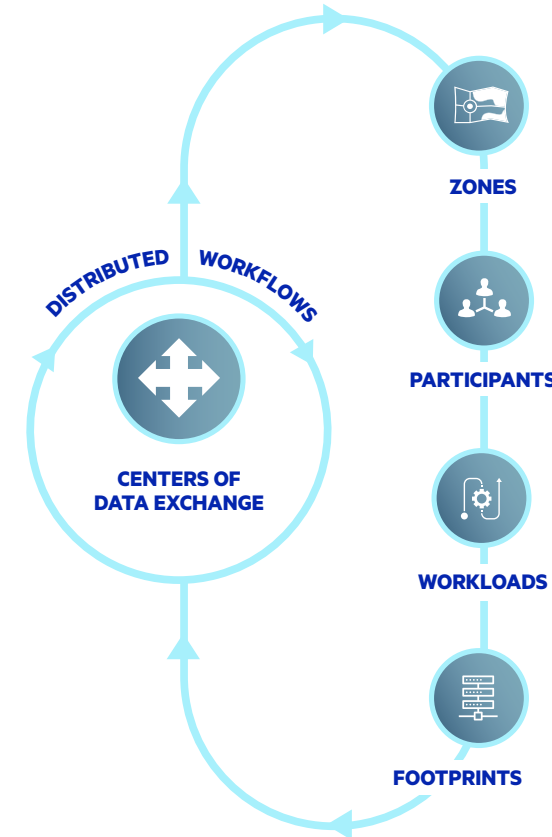 DISTRIBUTED WORKFLOWS
CENTERS OF
DATA EXCHANGE
ZONES
PARTICIPANTS
WORKLOADS
FOOTPRINTS